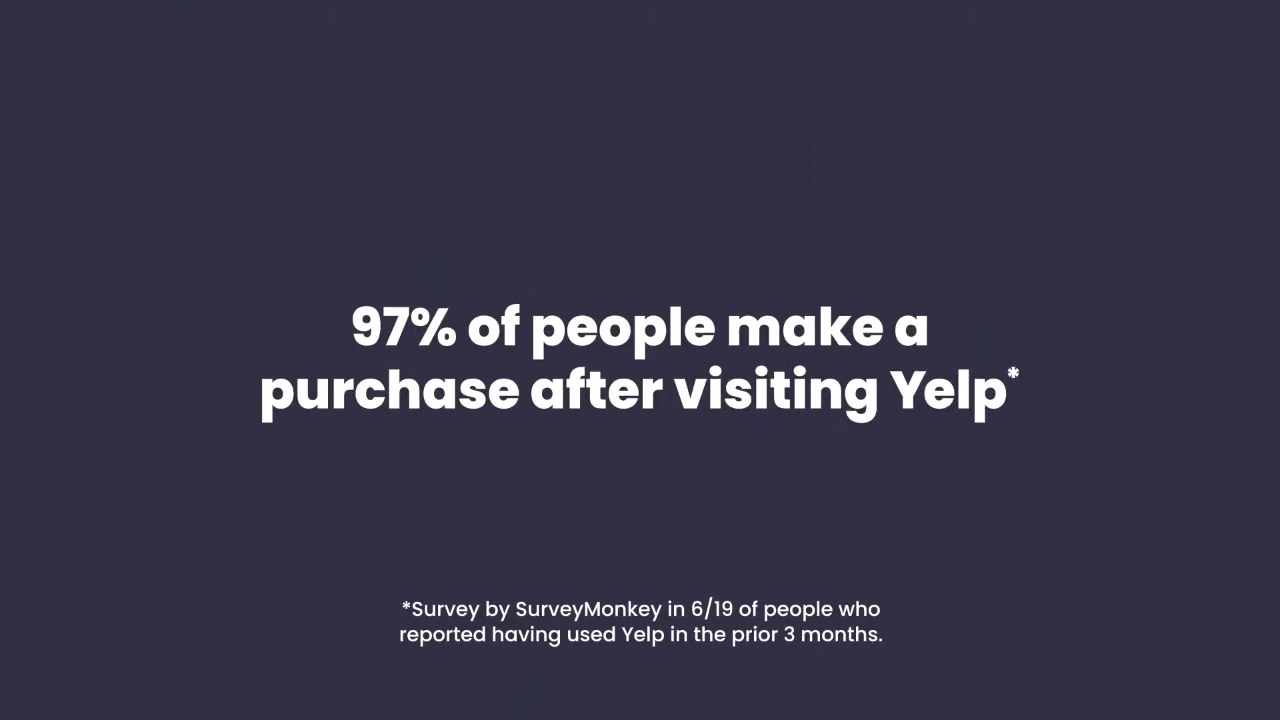 97% of people make a
purchase after visiting Yelp*
*Survey by SurveyMonkey in 6/19 of people who
reported having used Yelp in the prior 3 months.